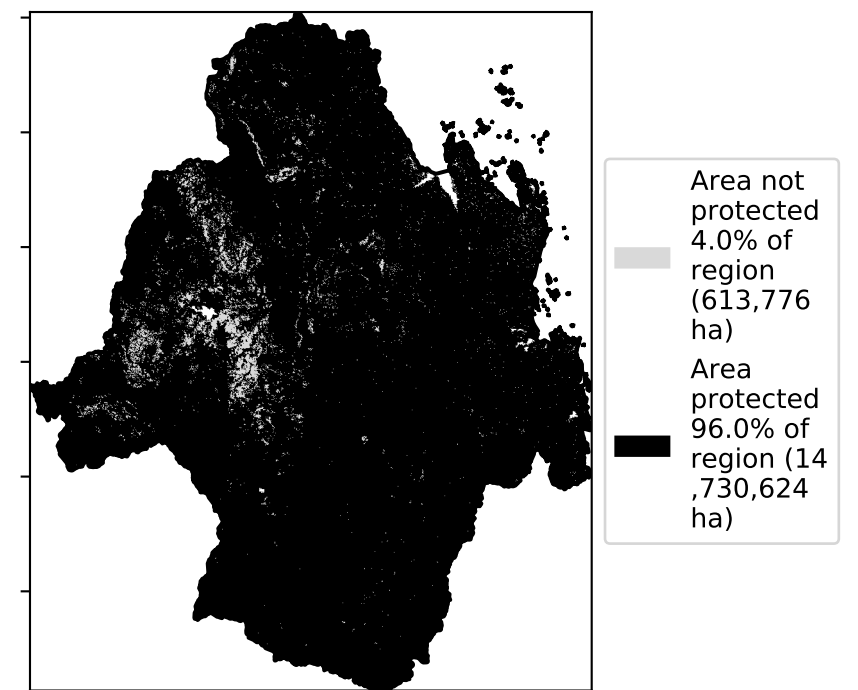 Area not
protected
4.0% of
region
(613,776
ha)
Area
protected
96.0% of
region (14
,730,624
ha)